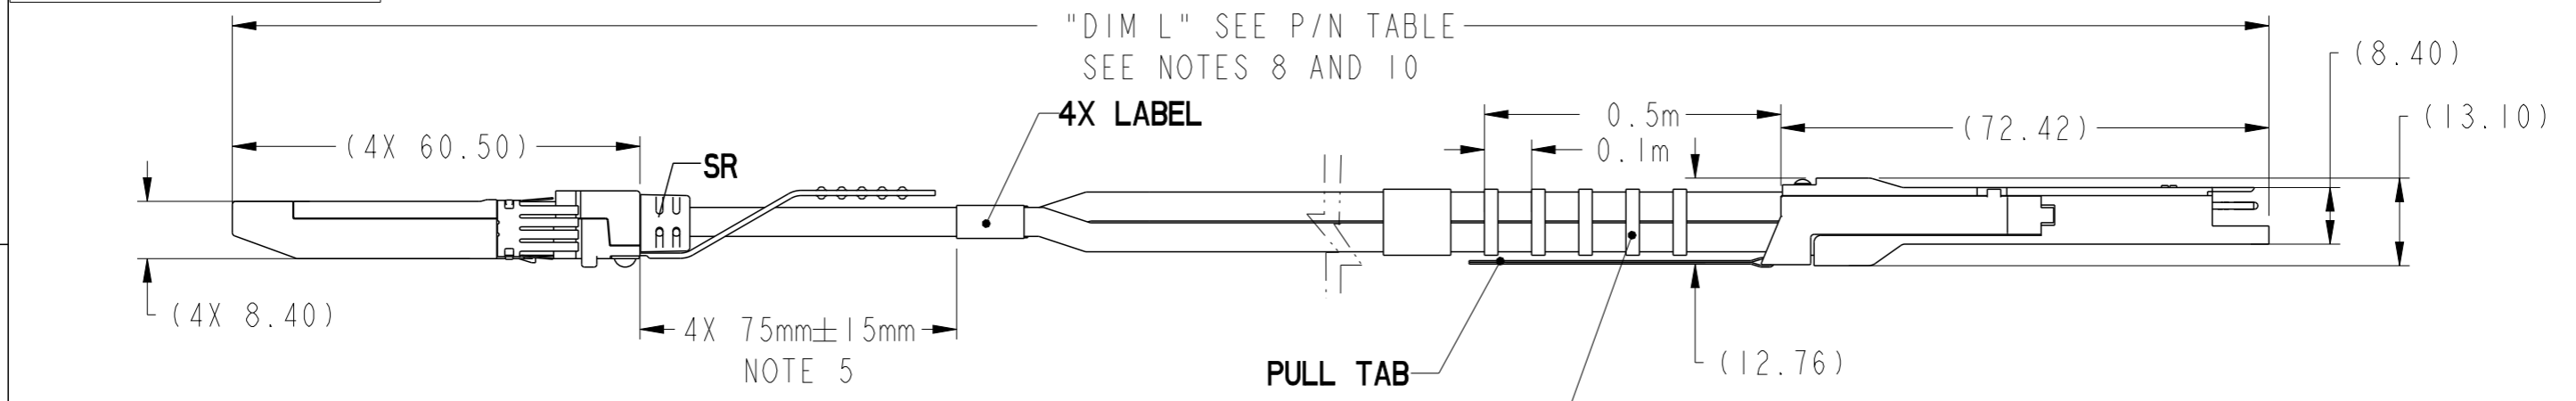 "DIM L" SEE P/N TABLE
SEE NOTES 8 AND 10
(8.40)
4X LABEL
0.5m
(13.10)
(72.42)
(4X 60.50)
0.1m
SR
(4X 8.40)
4X 75mm±15mm
NOTE 5
PULL TAB
(12.76)